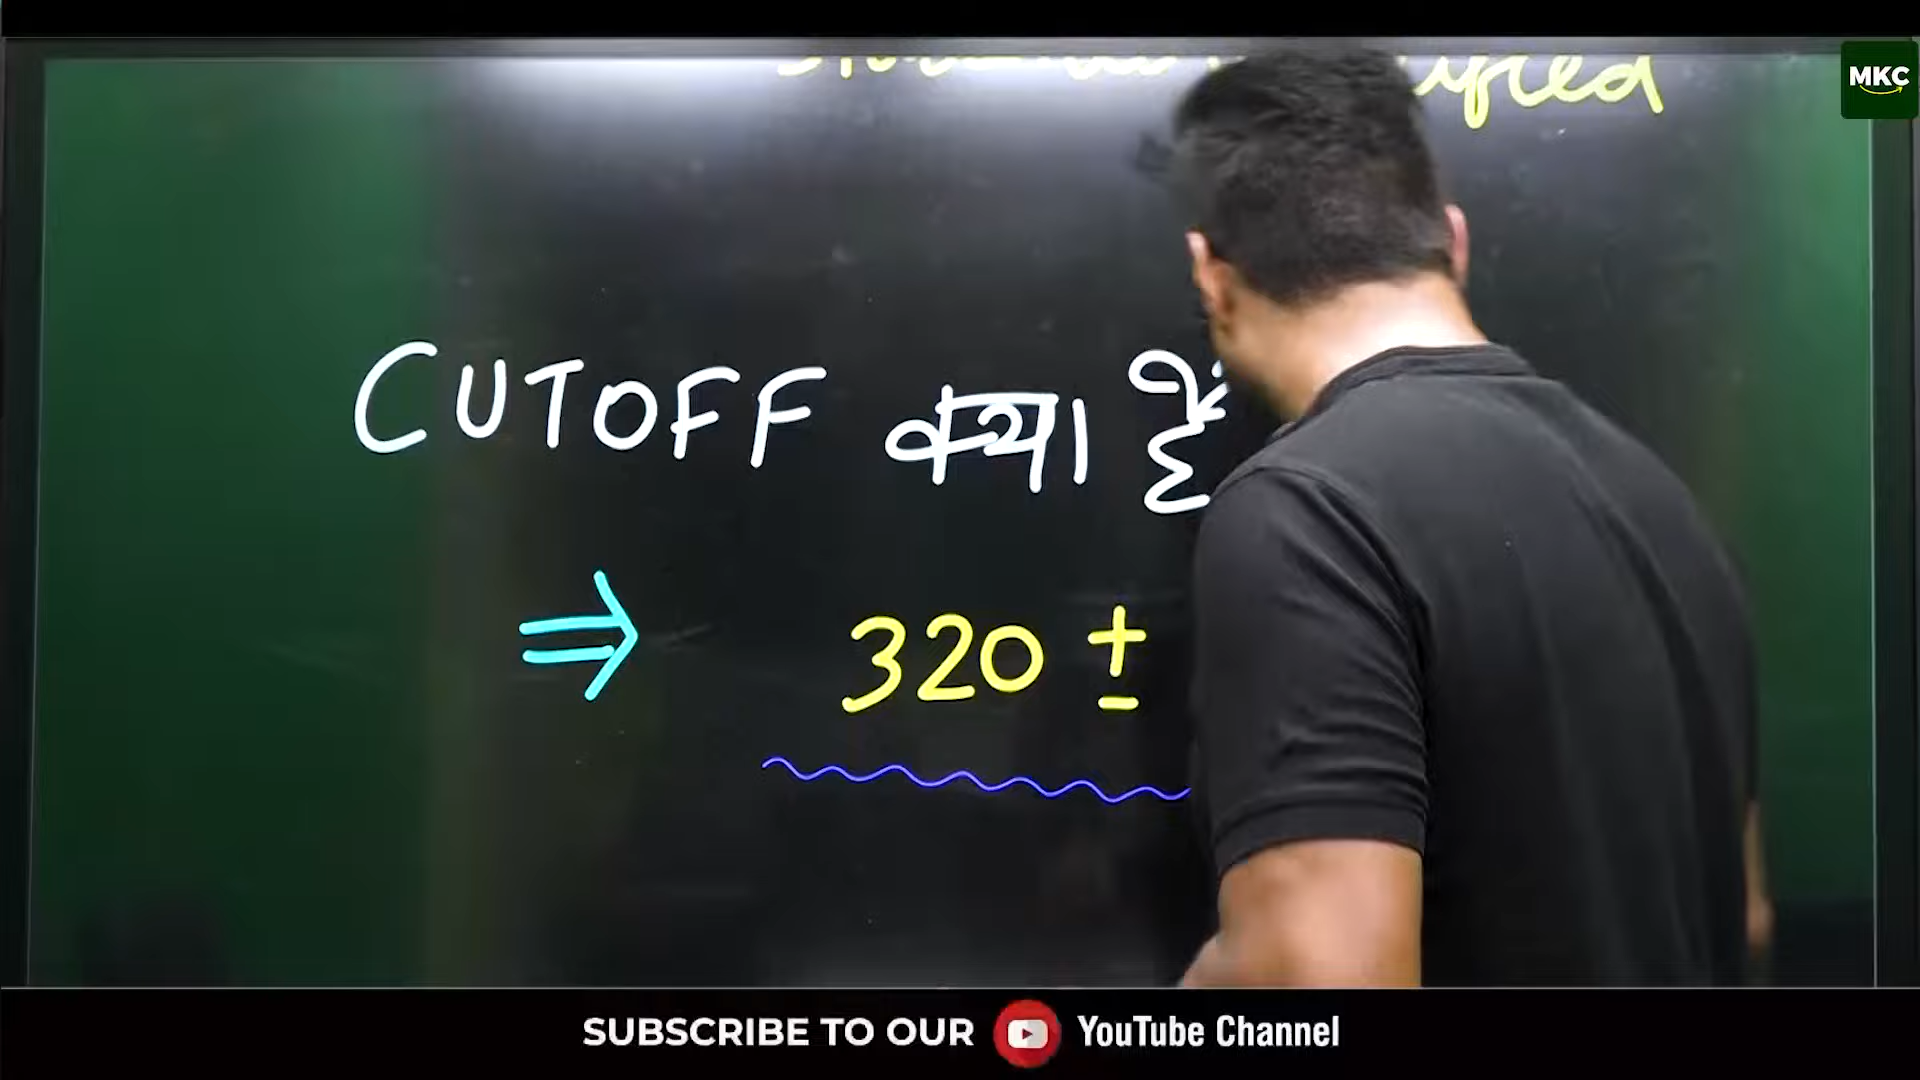 MKC
CUTOFF क्या है
⇒ 320 ±
SUBSCRIBE TO OUR YouTube Channel